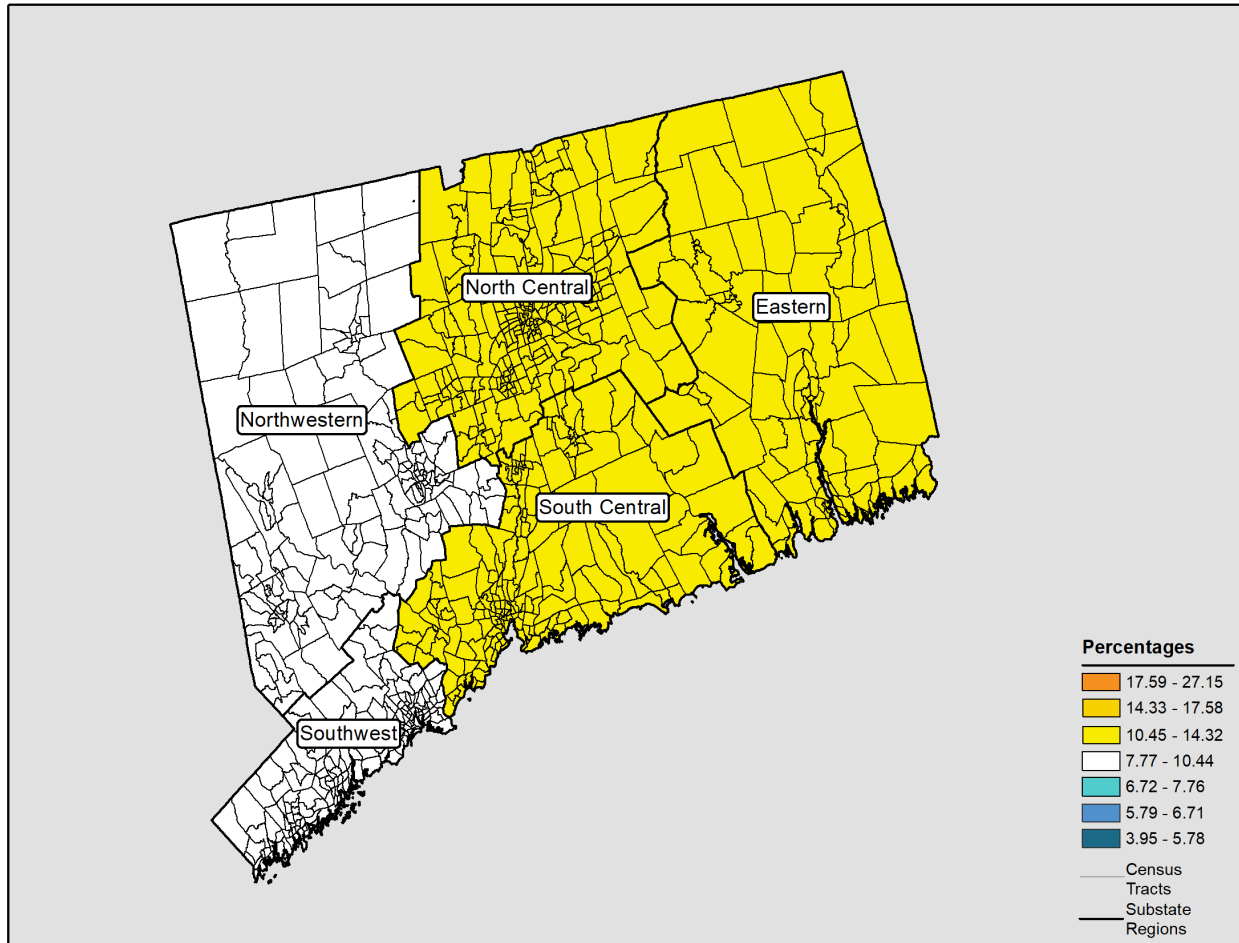 North Central
Eastern
Northwestern
South Central
Southwest
Percentages
17.59 - 27.15
14.33 - 17.58
10.45 - 14.32
7.77 - 10.44
6.72 - 7.76
5.79 - 6.71
3.95 - 5.78
Census
Tracts
Substate
Regions